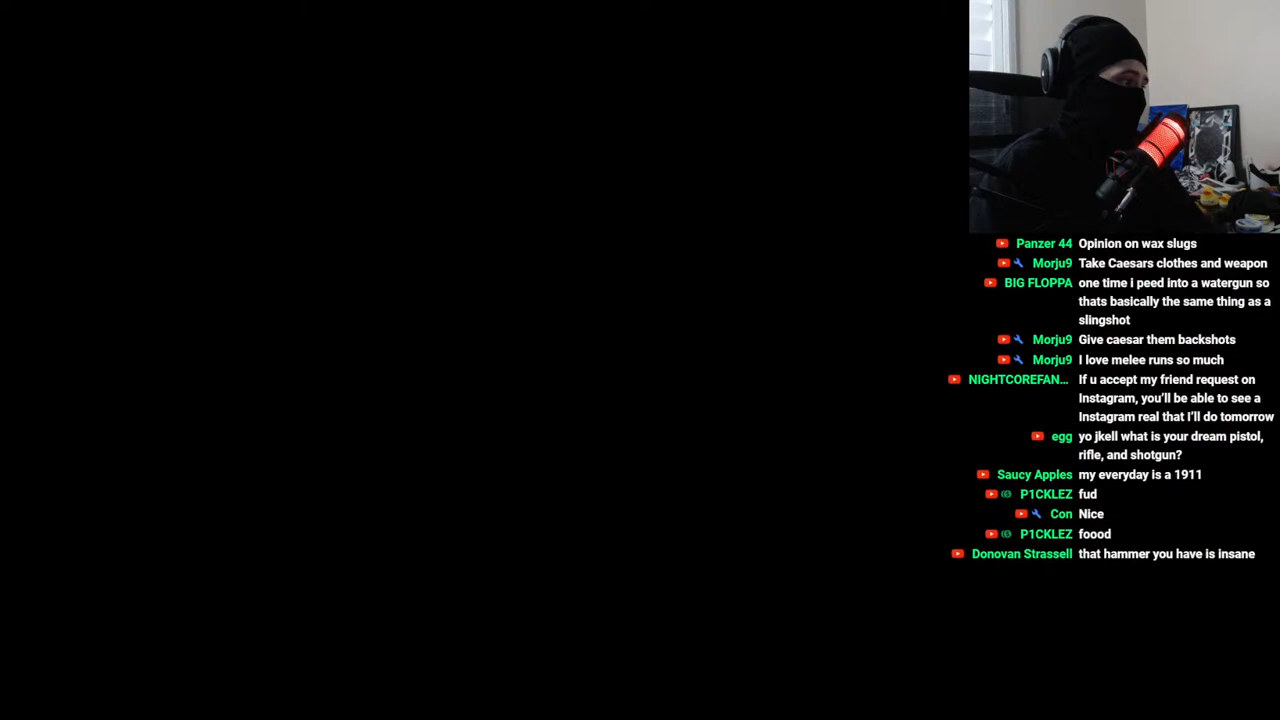 Panzer 44 Opinion on wax slugs
Morju9 Take Caesars clothes and weapon
BIG FLOPPA one time i peed into a watergun so
thats basically the same thing as a
slingshot
Morju9 Give caesar them backshots
Morju9 I love melee runs so much
NIGHTCOREFAN... If u accept my friend request on
Instagram, you'll be able to see a
Instagram real that I'll do tomorrow
egg yo jkell what is your dream pistol,
rifle, and shotgun?
Saucy Apples my everyday is a 1911
P1CKLEZ fud
Con Nice
P1CKLEZ foood
Donovan Strassell that hammer you have is insane